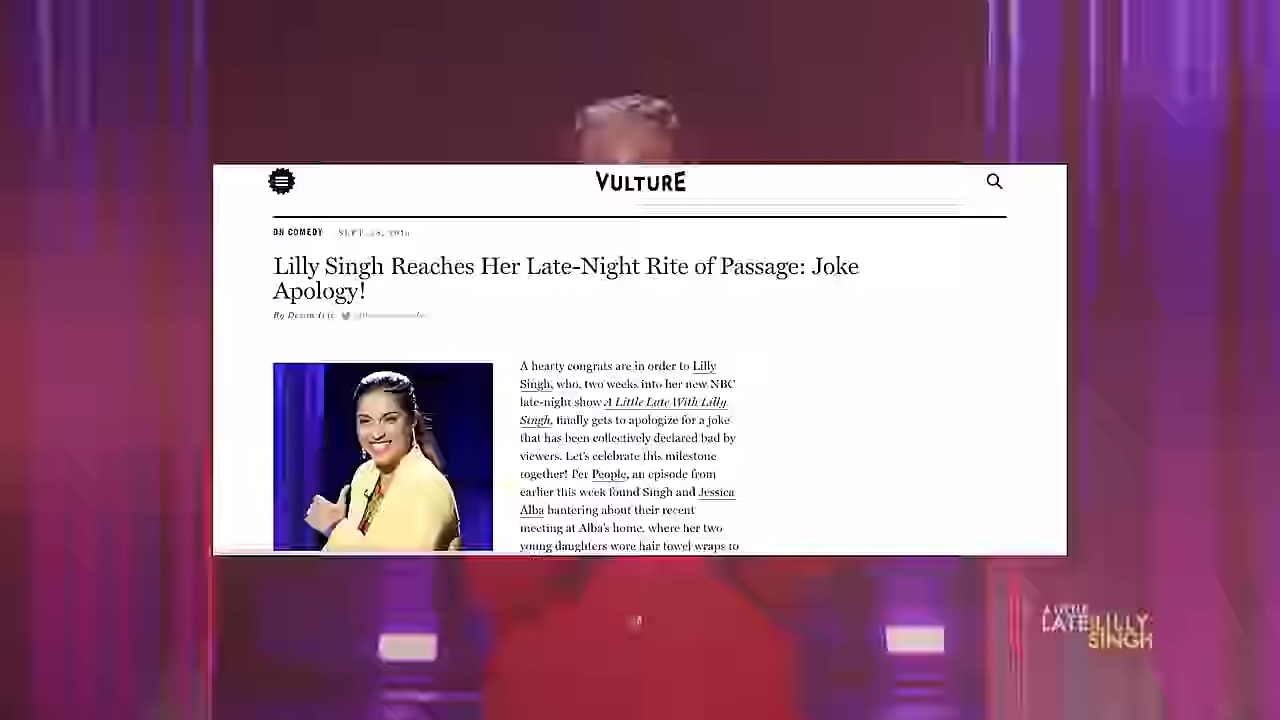 VULTURE
ON COMEDY SEPT.
Lilly Singh Reaches Her Late-Night Rite of Passage: Joke
Apology!
By
A hearty congrats are in order to Lilly
Singh, who, two weeks into her new NBC
late-night show A Little Late With Lilly
Singh, finally gets to apologize for a joke
that has been collectively declared bad by
viewers. Let's celebrate this milestone
together! Per People, an episode from
earlier this week found Singh and Jessica
Alba bantering about their recent
meeting at Alba's home, where her two
young daughters wore hair towel wraps to
A LITTLE
LATE LILLY
SINGH